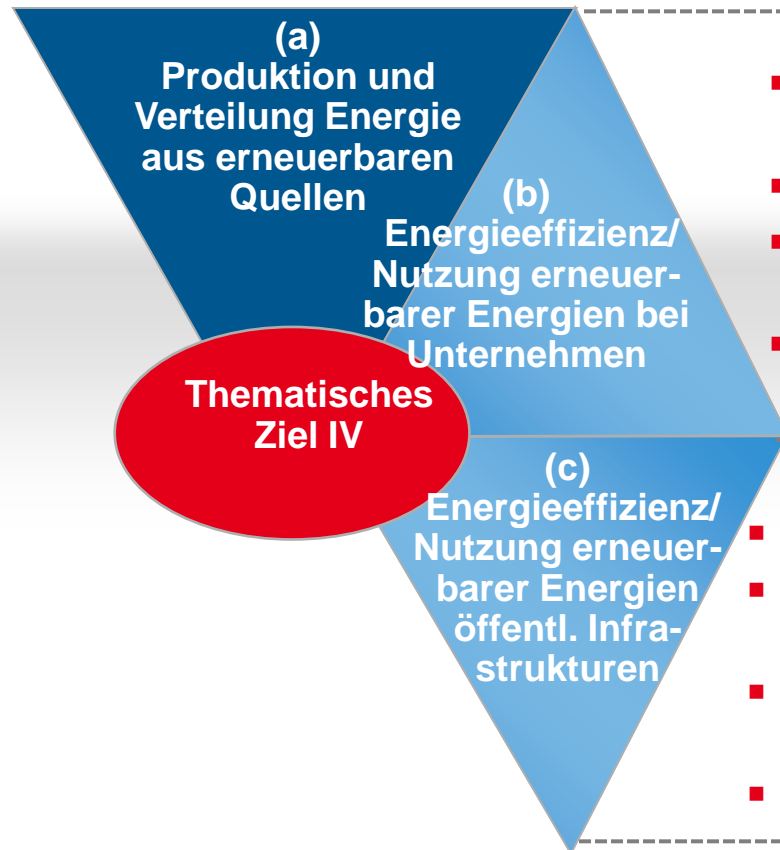 (a)
Produktion und
Verteilung Energie
aus erneuerbaren
Quellen
(b)
Energieeffizienz/
Nutzung erneuer-
barer Energien bei
Unternehmen
Thematisches
Ziel IV
(c)
Energieeffizienz/
Nutzung erneuer-
barer Energien
öffentl. Infra-
strukturen